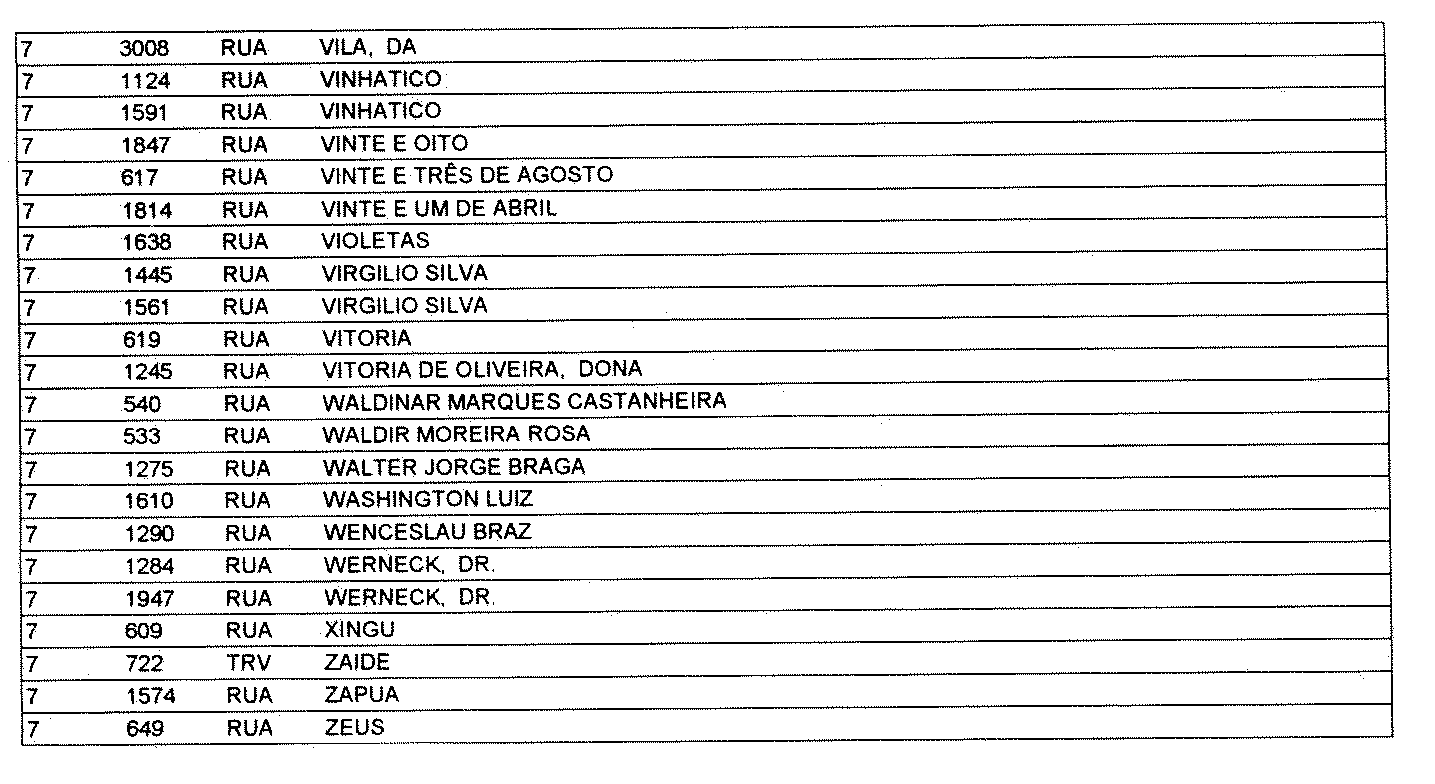 7 3008 RUA VILA, DA
7 1124 RUA VINHATICO
7 1591 RUA VINHATICO
7 1847 RUA VINTE E OITO
7 617 RUA VINTE E TRÊS DE AGOSTO
7 1814 RUA VINTE E UM DE ABRIL
7 1638 RUA VIOLETAS
7 1445 RUA VIRGILIO SILVA
7 1561 RUA VIRGILIO SILVA
7 619 RUA VITORIA
7 1245 RUA VITORIA DE OLIVEIRA, DONA
7 540 RUA WALDINAR MARQUES CASTANHEIRA
7 533 RUA WALDIR MOREIRA ROSA
7 1275 RUA WALTER JORGE BRAGA
7 1610 RUA WASHINGTON LUIZ
7 1290 RUA WENCESLAU BRAZ
7 1284 RUA WERNECK, DR.
7 1947 RUA WERNECK, DR.
7 609 RUA XINGU
7 722 TRV ZAIDE
7 1574 RUA ZAPUA
7 649 RUA ZEUS